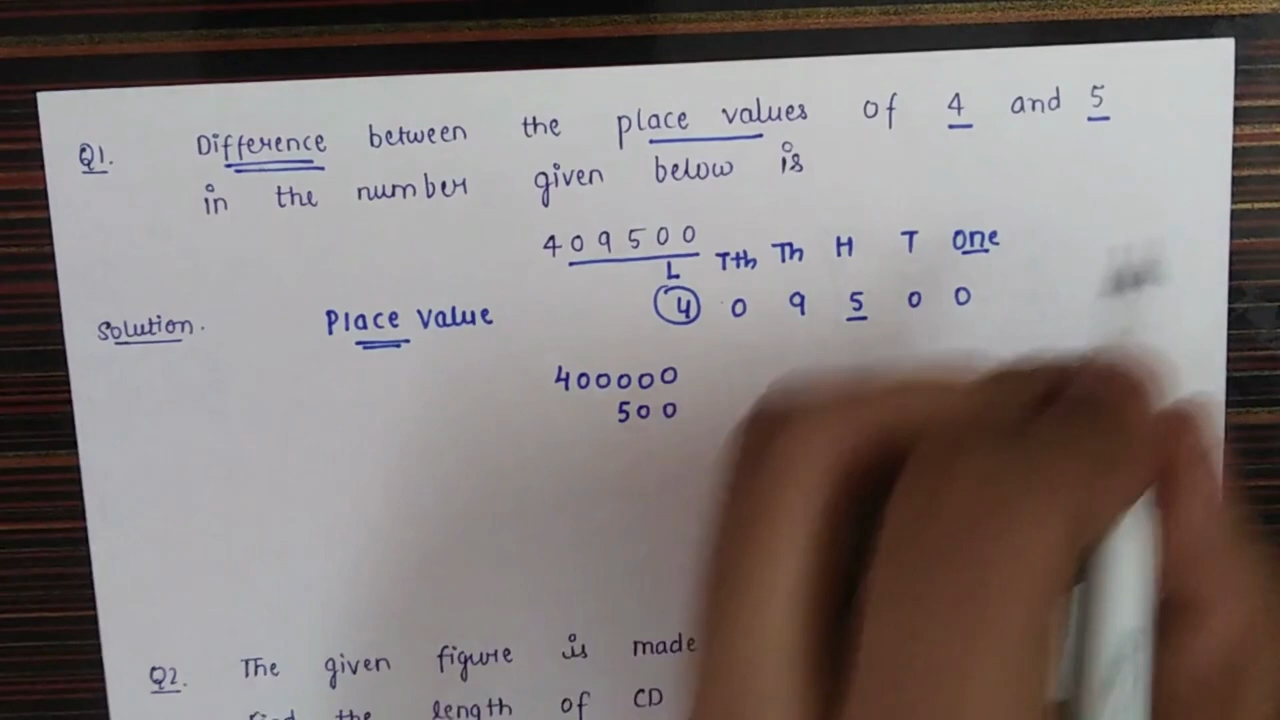 Q1. Difference between the place values of 4 and 5
in the number given below is
409500
L Tth Th H T One
Solution. Place value 4 0 9 5 0 0
400000
500
Q2. The given figure is made
find the length of CD